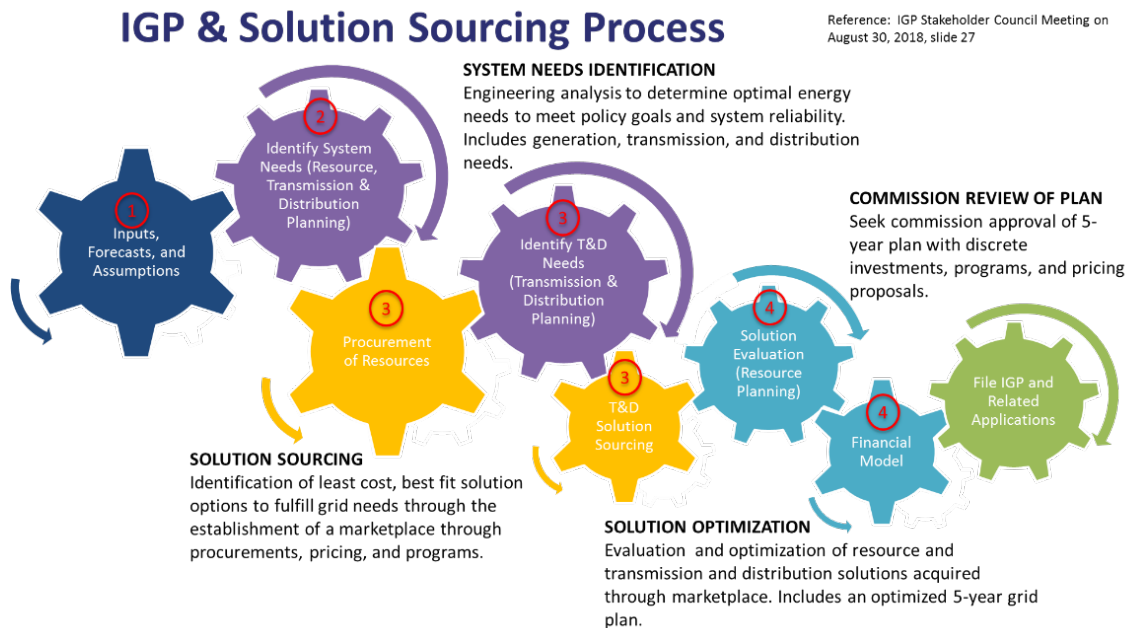 IGP & Solution Sourcing Process
Reference: IGP Stakeholder Council Meeting on
August 30, 2018, slide 27
SYSTEM NEEDS IDENTIFICATION
Engineering analysis to determine optimal energy
needs to meet policy goals and system reliability.
Includes generation, transmission, and distribution
needs.
2
Identify System
Needs (Resource,
Transmission &
Distribution
Planning)
1
Inputs,
Forecasts, and
Assumptions
3
Procurement
of Resources
3
Identify T&D
Needs
(Transmission &
Distribution
Planning)
COMMISSION REVIEW OF PLAN
Seek commission approval of 5-
year plan with discrete
investments, programs, and pricing
proposals.
4
Solution
Evaluation
(Resource
Planning)
3
T&D
Solution
Sourcing
4
Financial
Model
File IGP and
Related
Applications
SOLUTION SOURCING
Identification of least cost, best fit solution
options to fulfill grid needs through the
establishment of a marketplace through
procurements, pricing, and programs.
SOLUTION OPTIMIZATION
Evaluation and optimization of resource and
transmission and distribution solutions acquired
through marketplace. Includes an optimized 5-year grid
plan.